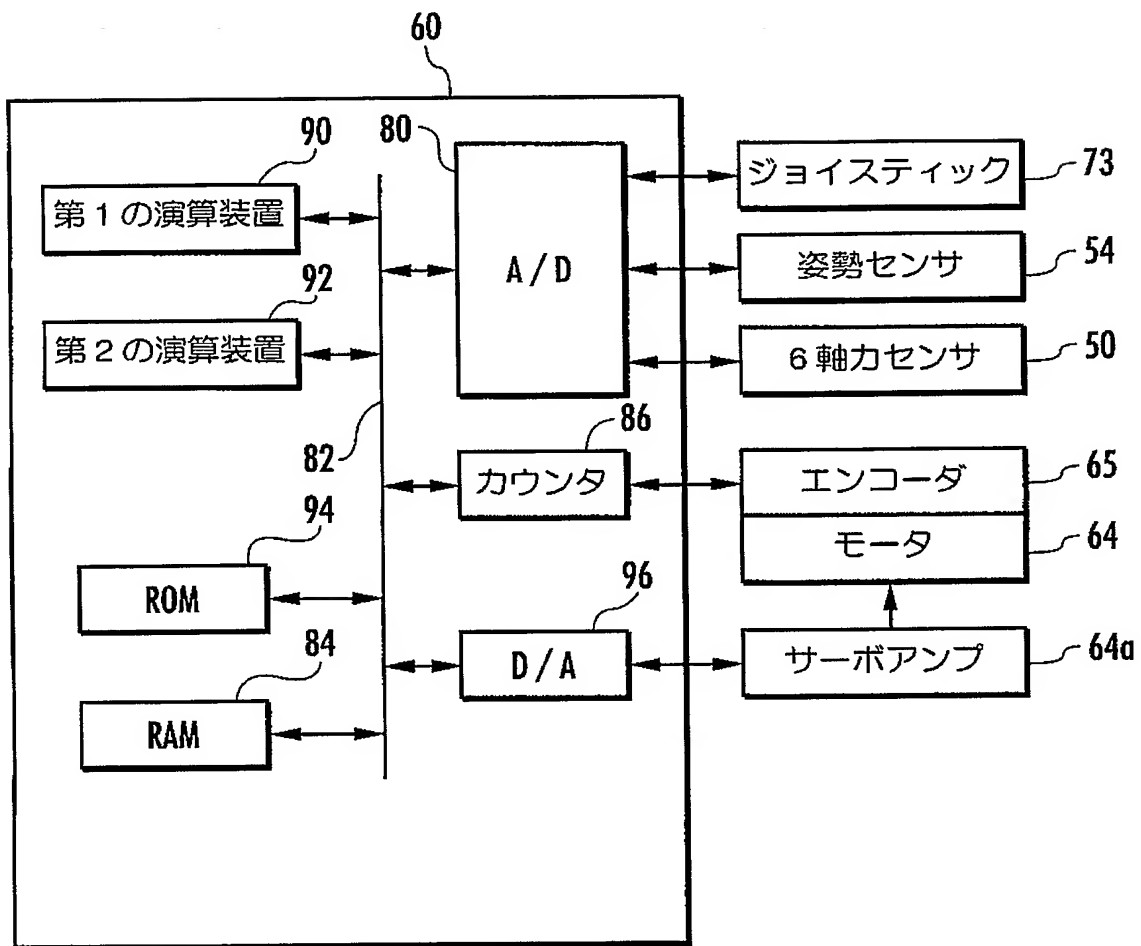 60
90
80
ジョイスティック
73
第1の演算装置
A/D
姿勢センサ
54
92
第2の演算装置
6軸力センサ
50
82
86
カウンタ
エンコーダ
65
94
モータ
64
ROM
96
D/A
サーボアンプ
64a
84
RAM